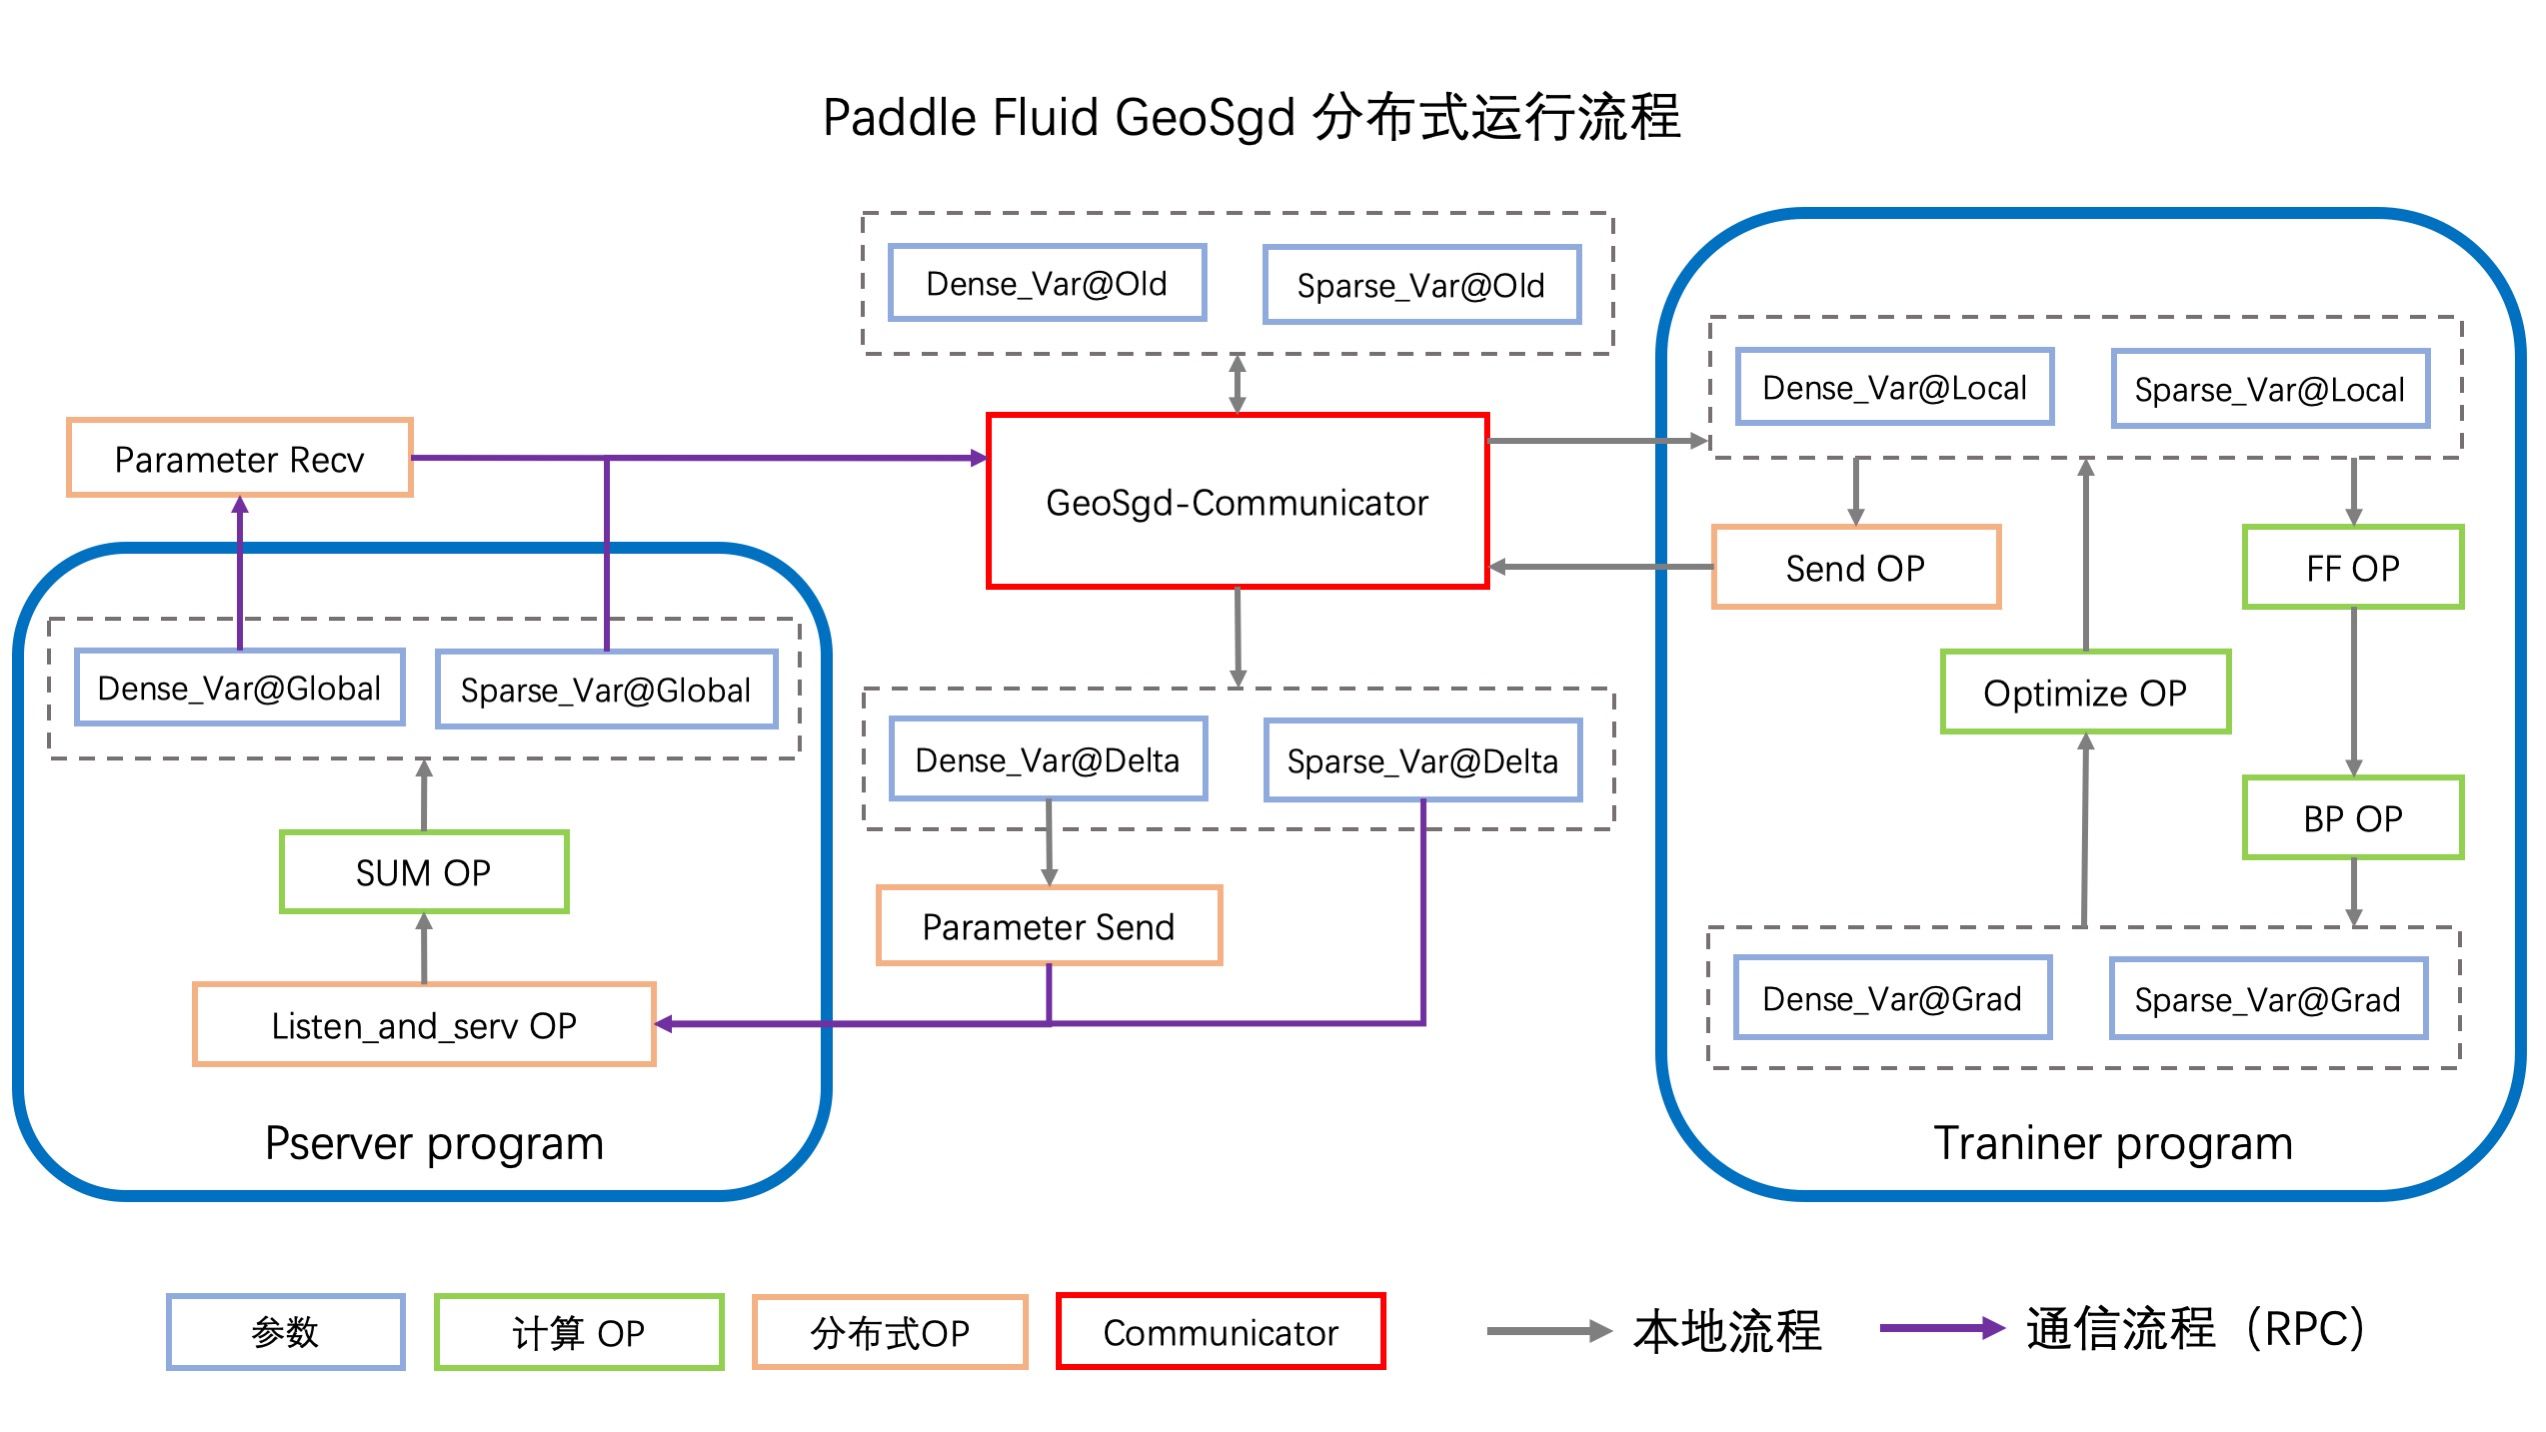 Paddle Fluid GeoSgd 分布式运行流程
Dense_Var@Old
Sparse_Var@Old
Parameter Recv
GeoSgd-Communicator
Dense_Var@Local
Sparse_Var@Local
Send OP
FF OP
Dense_Var@Global
Sparse_Var@Global
Optimize OP
Dense_Var@Delta
Sparse_Var@Delta
BP OP
SUM OP
Parameter Send
Listen_and_serv OP
Dense_Var@Grad
Sparse_Var@Grad
Pserver program
Traniner program
参数
计算 OP
分布式OP
Communicator
本地流程
通信流程（RPC）